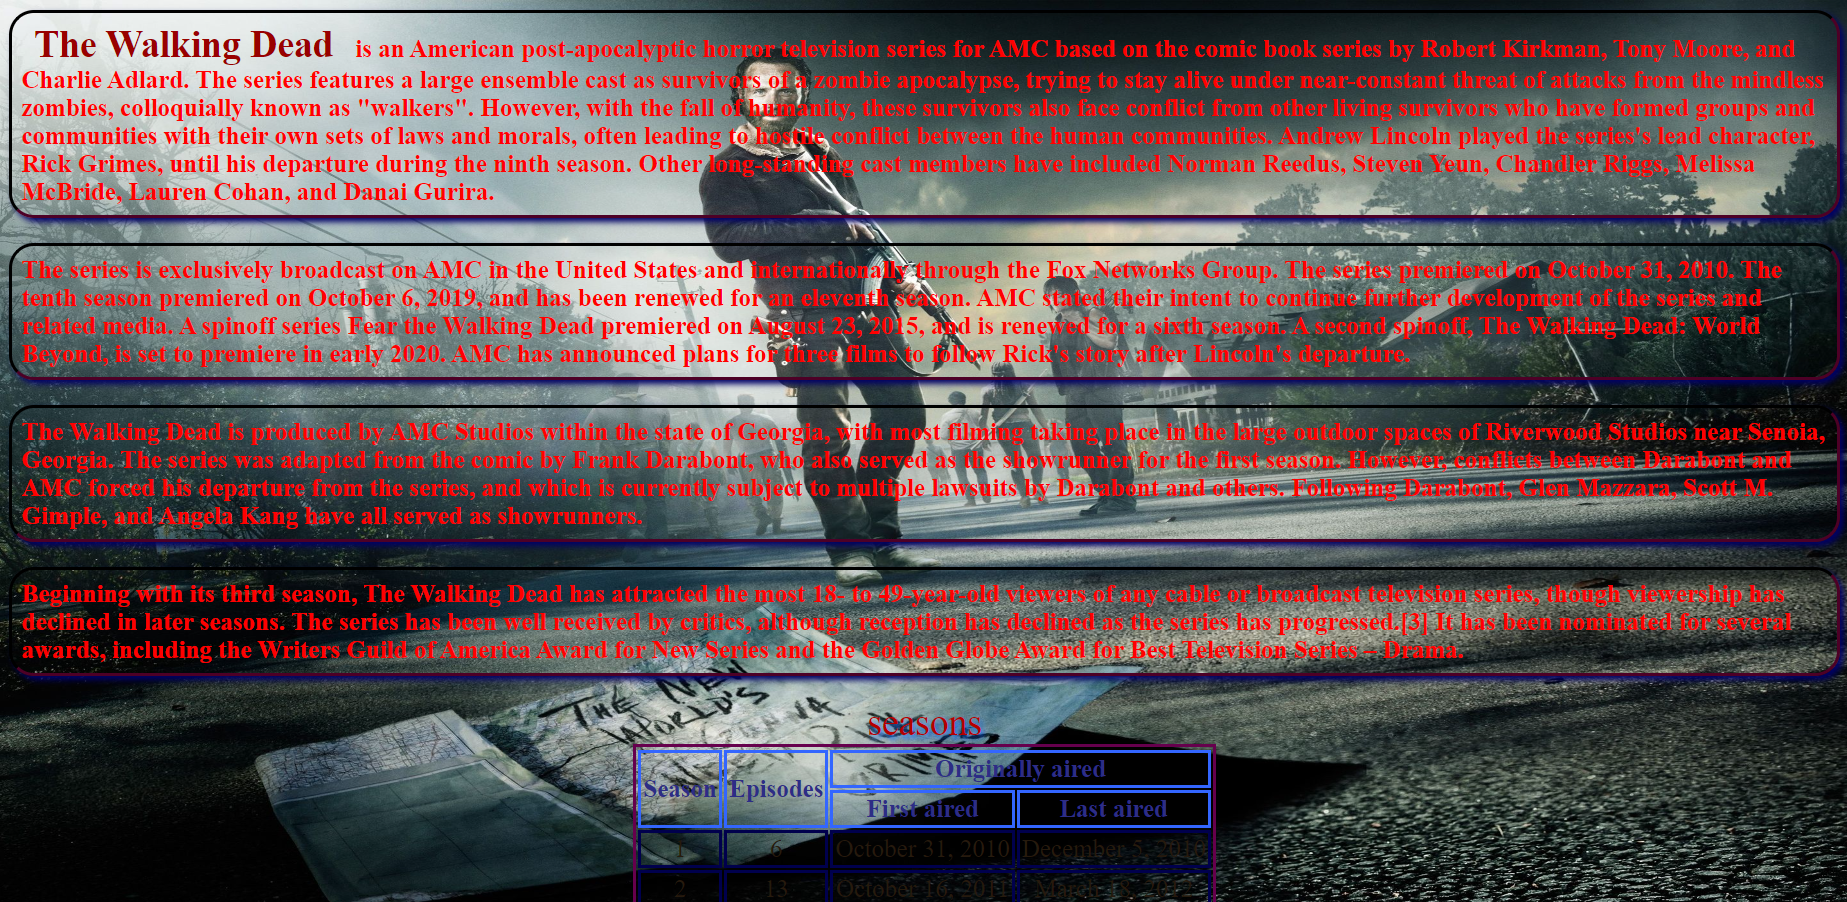 The Walking Dead is an American post-apocalyptic horror television series for AMC based on the comic book series by Robert Kirkman, Tony Moore, and
Charlie Adlard. The series features a large ensemble cast as survivors of a zombie apocalypse, trying to stay alive under near-constant threat of attacks from the mindless
zombies, colloquially known as "walkers". However, with the fall of humanity, these survivors also face conflict from other living survivors who have formed groups and
communities with their own sets of laws and morals, often leading to hostile conflict between the human communities. Andrew Lincoln played the series's lead character,
Rick Grimes, until his departure during the ninth season. Other long-standing cast members have included Norman Reedus, Steven Yeun, Chandler Riggs, Melissa
McBride, Lauren Cohan, and Danai Gurira.
The series is exclusively broadcast on AMC in the United States and internationally through the Fox Networks Group. The series premiered on October 31, 2010. The
tenth season premiered on October 6, 2019, and has been renewed for an eleventh season. AMC stated their intent to continue further development of the series and
related media. A spinoff series Fear the Walking Dead premiered on August 23, 2015, and is renewed for a sixth season. A second spinoff, The Walking Dead: World
Beyond, is set to premiere in early 2020. AMC has announced plans for three films to follow Rick's story after Lincoln's departure.
The Walking Dead is produced by AMC Studios within the state of Georgia, with most filming taking place in the large outdoor spaces of Riverwood Studios near Senoia,
Georgia. The series was adapted from the comic by Frank Darabont, who also served as the showrunner for the first season. However, conflicts between Darabont and
AMC forced his departure from the series, and which is currently subject to multiple lawsuits by Darabont and others. Following Darabont, Glen Mazzara, Scott M.
Gimple, and Angela Kang have all served as showrunners.
Beginning with its third season, The Walking Dead has attracted the most 18- to 49-year-old viewers of any cable or broadcast television series, though viewership has
declined in later seasons. The series has been well received by critics, although reception has declined as the series has progressed.[3] It has been nominated for several
awards, including the Writers Guild of America Award for New Series and the Golden Globe Award for Best Television Series – Drama.
THE NEW
WORLD'S
GONNA
seasons
Season Episodes Originally aired
First aired Last aired
1 6 October 31, 2010 December 5, 2010
2 13 October 16, 2011 March 18, 2012